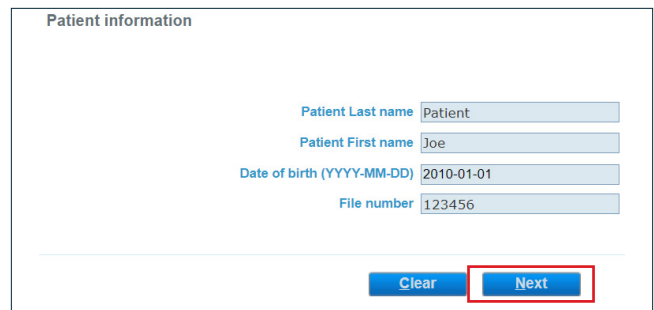 Patient information
Patient Last name Patient
Patient First name Joe
Date of birth (YYYY-MM-DD) 2010-01-01
File number 123456
Clear Next